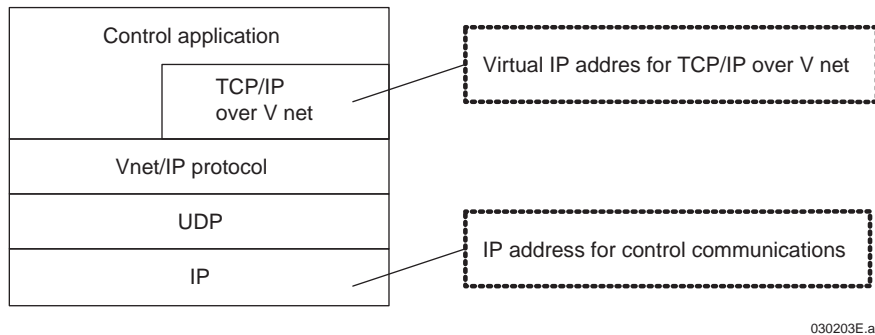 Control application
TCP/IP
over V net
Vnet/IP protocol
UDP
IP
Virtual IP addres for TCP/IP over V net
IP address for control communications
030203E.a